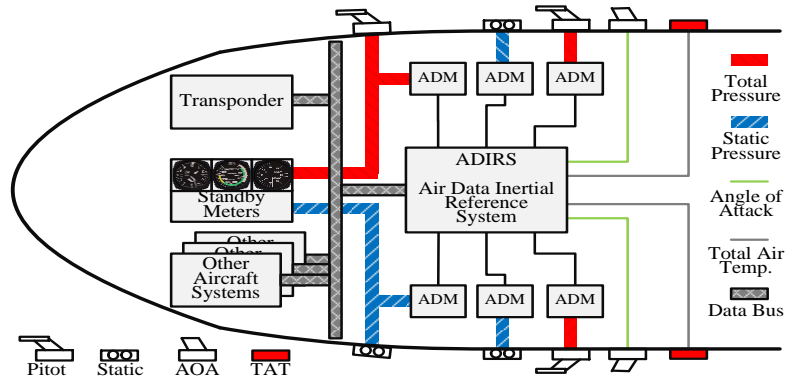 Transponder
ADM
ADM
ADM
Total
Pressure
Static
Pressure
ADIRS
Air Data Inertial
Reference
System
Standby
Meters
Angle of
Attack
Other
Other
Other
Aircraft
Systems
Total Air
Temp.
ADM
ADM
ADM
Data Bus
Pitot
Static
AOA
TAT